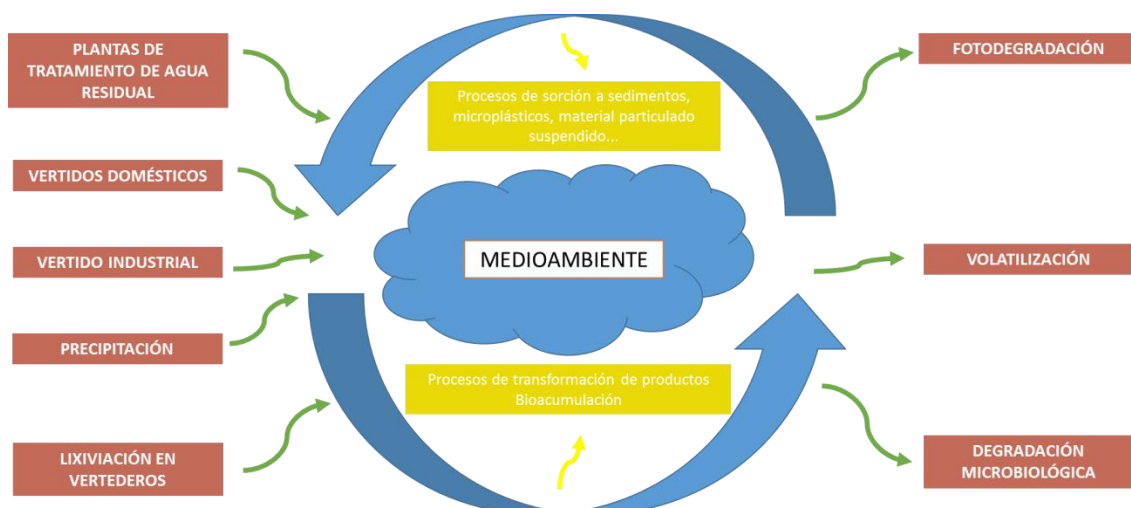 PLANTAS DE
TRATAMIENTO DE AGUA
RESIDUAL
VERTIDOS DOMÉSTICOS
VERTIDO INDUSTRIAL
PRECIPITACIÓN
LIXIVIACIÓN EN
VERTEDEROS
Procesos de sorción a sedimentos,
microplásticos, material particulado
suspendido...
MEDIOAMBIENTE
Procesos de transformación de productos
Bioacumulación
FOTODEGRADACIÓN
VOLATILIZACIÓN
DEGRADACIÓN
MICROBIOLÓGICA